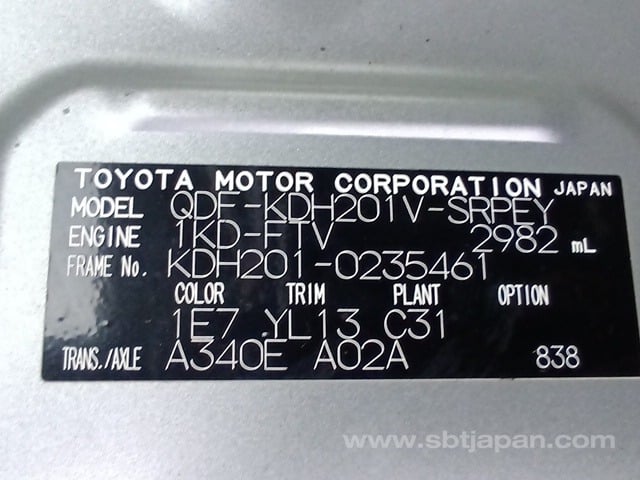 TOYOTA MOTOR CORPORATION JAPAN
MODEL QDF-KDH201V-SRPEY
ENGINE 1KD-FTV 2982 mL
FRAME No. KDH201-0235461
COLOR TRIM PLANT OPTION
1E7 YL13 C31
TRANS./AXLE A340E A02A 838
www.sbtjapan.com